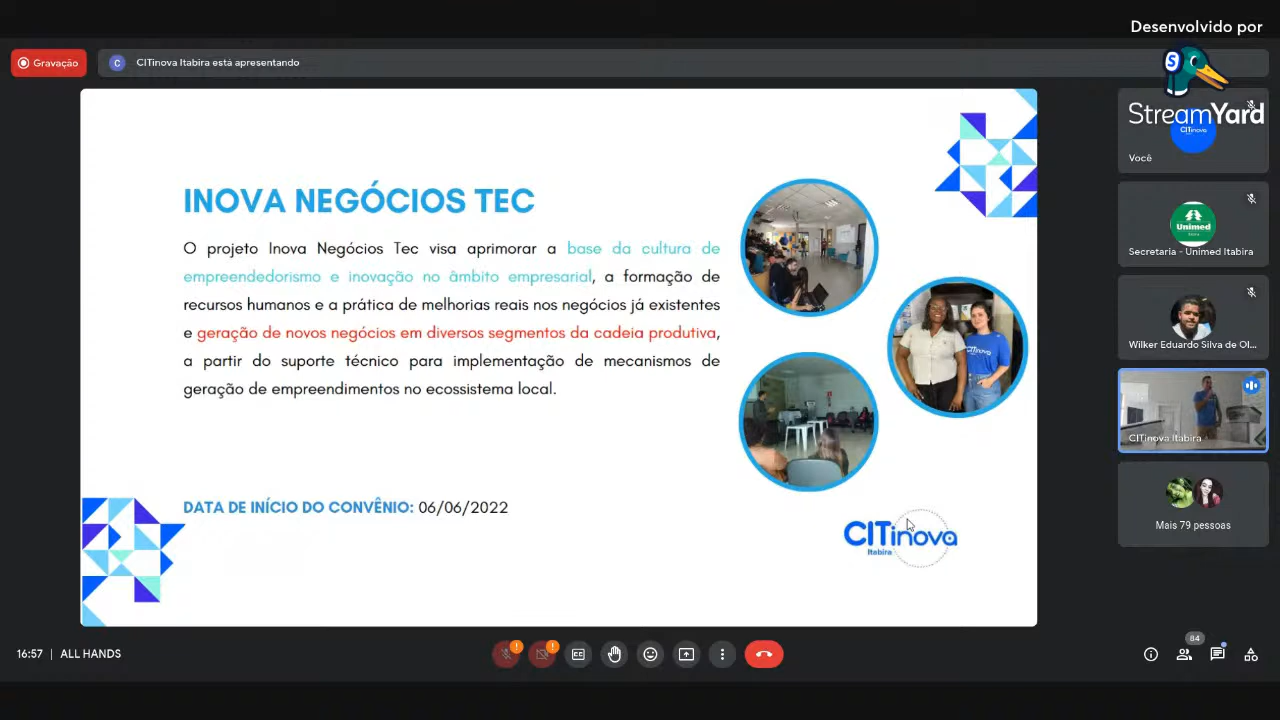 Desenvolvido por
StreamYard
Gravação
C
CITinova Itabira está apresentando
INOVA NEGÓCIOS TEC
O projeto Inova Negócios Tec visa aprimorar a base da cultura de
empreendedorismo e inovação no âmbito empresarial, a formação de
recursos humanos e a prática de melhorias reais nos negócios já existentes
e geração de novos negócios em diversos segmentos da cadeia produtiva,
a partir do suporte técnico para implementação de mecanismos de
geração de empreendimentos no ecossistema local.
DATA DE INÍCIO DO CONVÊNIO: 06/06/2022
CITinova
Itabira
CITinova
Você
Unimed
Secretaria - Unimed Itabira
Wilker Eduardo Silva de Ol...
CITinova Itabira
Mais 79 pessoas
16:57 | ALL HANDS
84